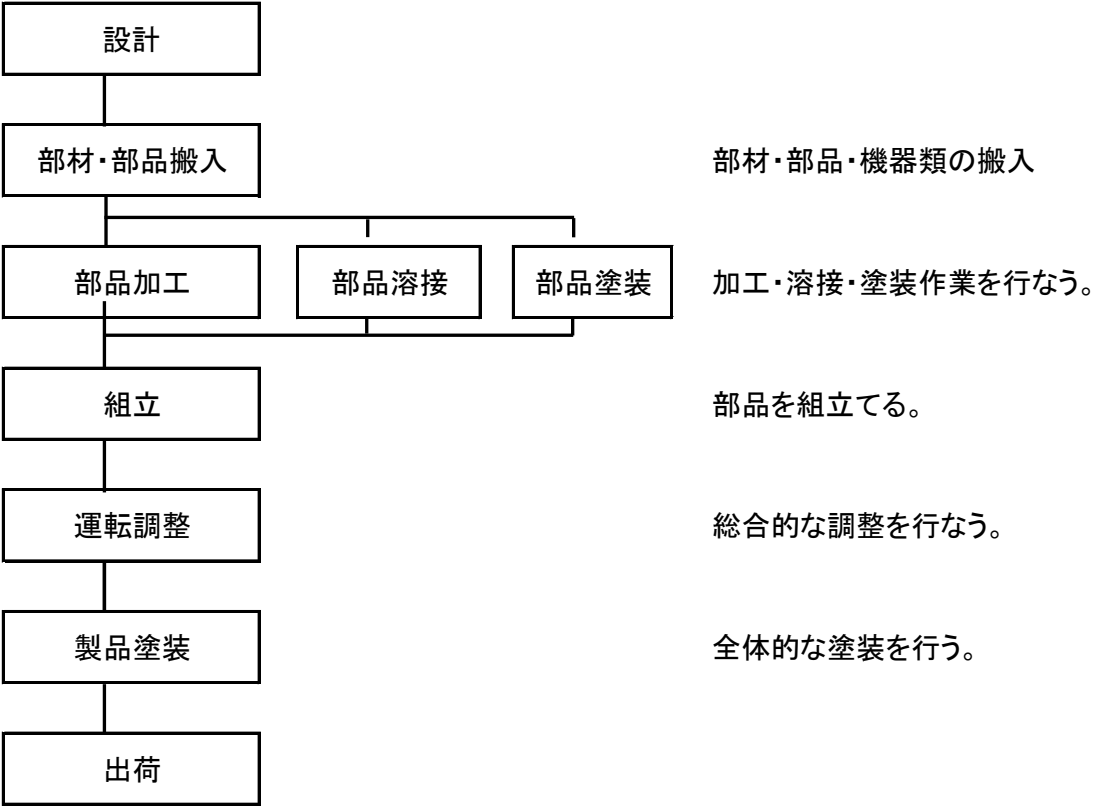 設計
部材・部品搬入
部材・部品・機器類の搬入
部品加工
部品溶接
部品塗装
加工・溶接・塗装作業を行なう。
組立
部品を組立てる。
運転調整
総合的な調整を行なう。
製品塗装
全体的な塗装を行う。
出荷